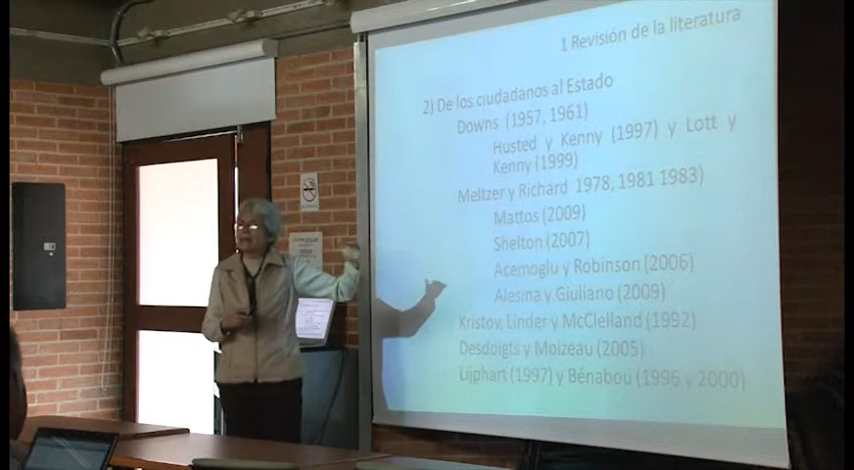 1 Revisión de la literatura
2) De los ciudadanos al Estado
Downs (1957, 1961)
Husted y Kenny (1997) y Lott y
Kenny (1999)
Meltzer y Richard 1978, 1981 y 1983)
Mattos (2009)
Shelton (2007)
Acemoglu y Robinson (2006)
Alesina y Giuliano (2009)
Kristov, Linder y McClelland (1992)
Desdoigts y Moizeau (2005)
Lijphart (1997) y Bénabou (1996 y 2000)